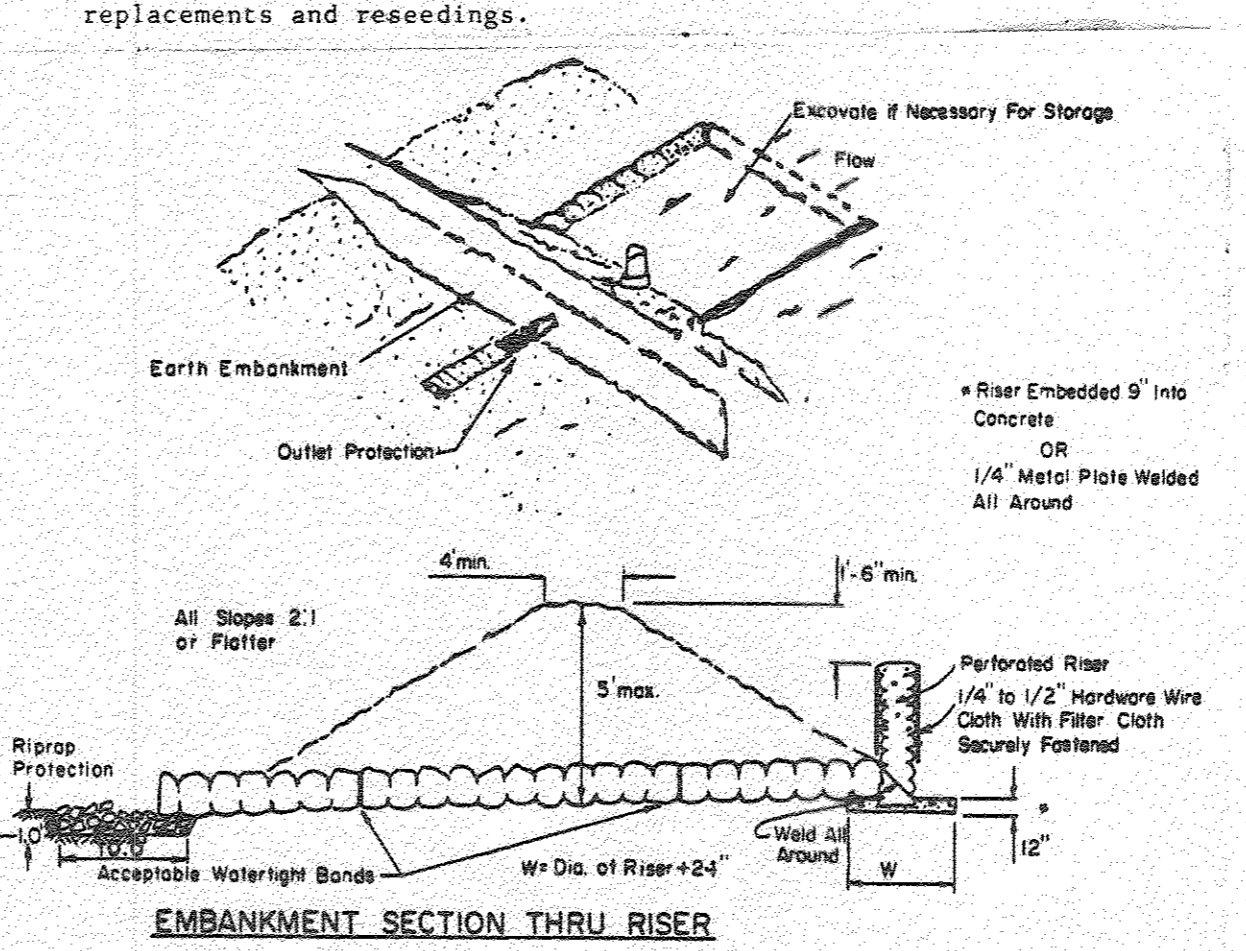 replacements and reseedings.
Excavate if Necessary For Storage
Flow
Earth Embankment
Outlet Protection
* Riser Embedded 9" Into
Concrete
OR
1/4" Metal Plate Welded
All Around
4' min.
1'-6" min.
All Slopes 2:1
or Flatter
5' max.
Perforated Riser
1/4" to 1/2" Hardware Wire
Cloth With Filter Cloth
Securely Fastened
Riprap
Protection
1.0'
10.0'
Acceptable Watertight Bands
W= Dia. of Riser +24"
Weld All
Around
W
*
12"
EMBANKMENT SECTION THRU RISER